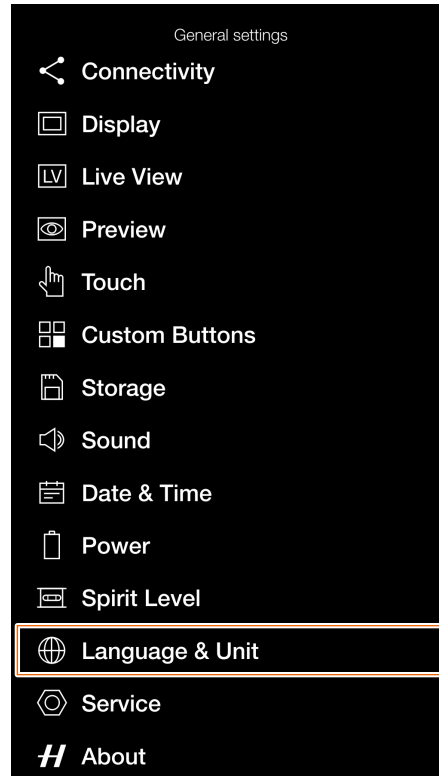 General settings
Connectivity
Display
LV Live View
Preview
Touch
Custom Buttons
Storage
Sound
Date & Time
Power
Spirit Level
Language & Unit
Service
H About